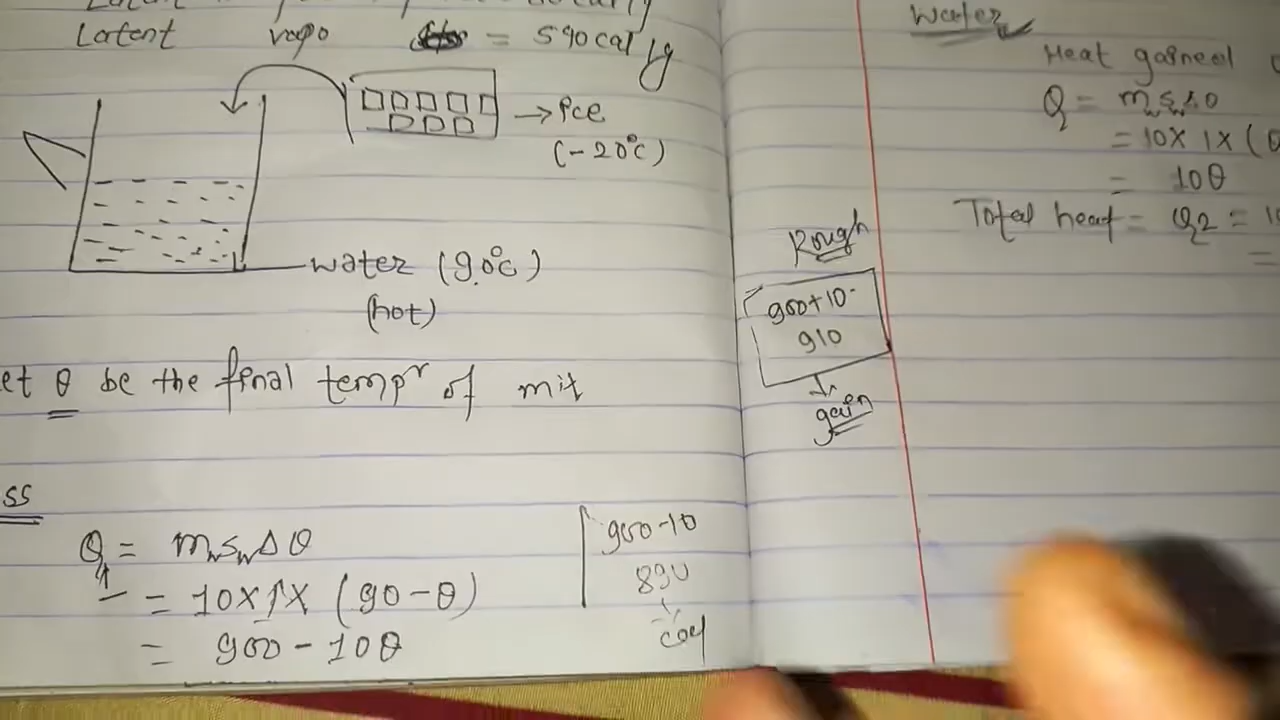 Latent vapo = 540cal/g
→ Ice
(-20°c)
water (90°c)
(hot)
et θ be the final tempr of mix
ss
Q1 = mwswΔθ
= 10×1× (90-θ)
= 900 - 10θ
900-10
890
Rough
900+10
910
gain
Water
Heat gained
Q = mwswΔθ
= 10× 1× (
= 10θ
Total heat = Q2 = 1
=